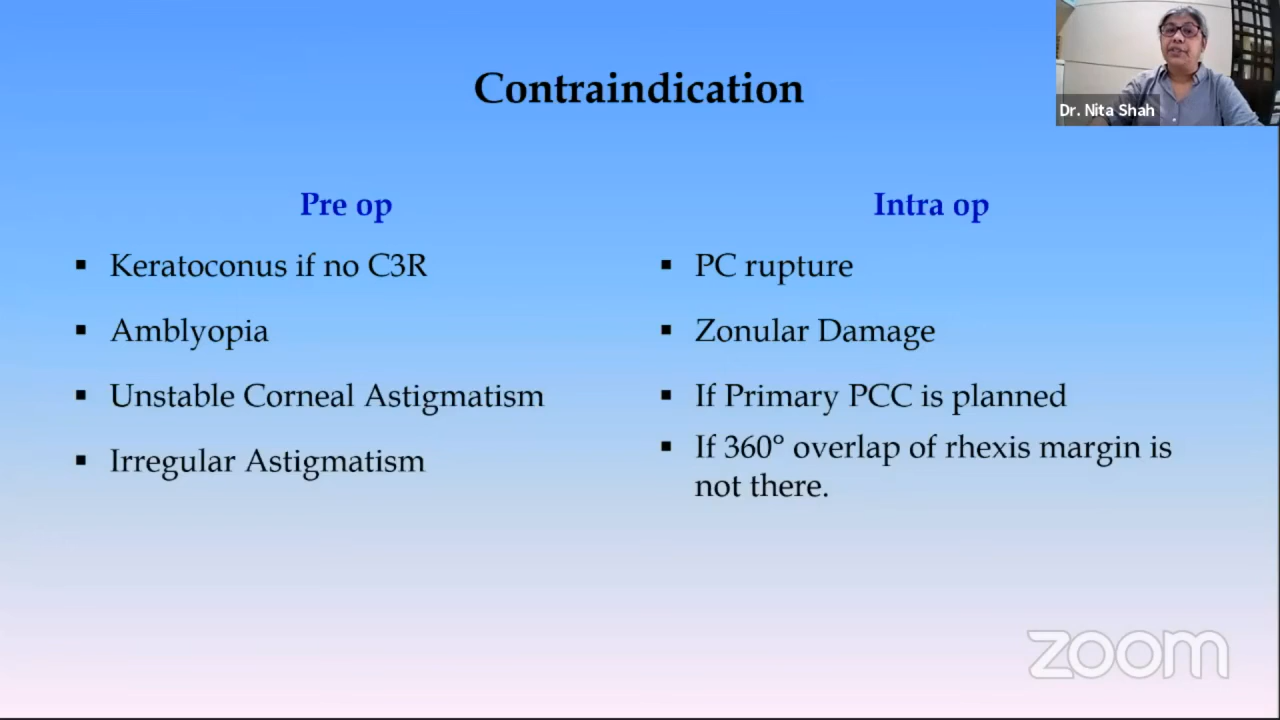 Contraindication
Dr. Nita Shah
Pre op
▪ Keratoconus if no C3R
▪ Amblyopia
▪ Unstable Corneal Astigmatism
▪ Irregular Astigmatism
Intra op
▪ PC rupture
▪ Zonular Damage
▪ If Primary PCC is planned
▪ If 360° overlap of rhexis margin is
not there.
zoom